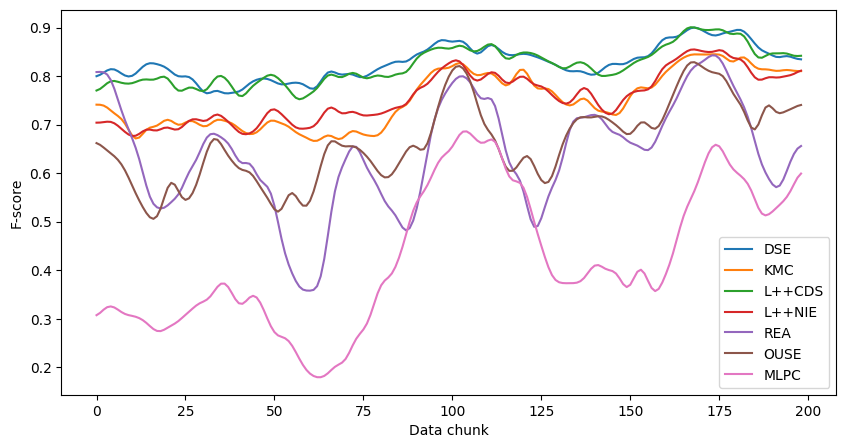 F-score
0.9
0.8
0.7
0.6
0.5
0.4
0.3
0.2
0 25 50 75 100 125 150 175 200
Data chunk
DSE
KMC
L++CDS
L++NIE
REA
OUSE
MLPC